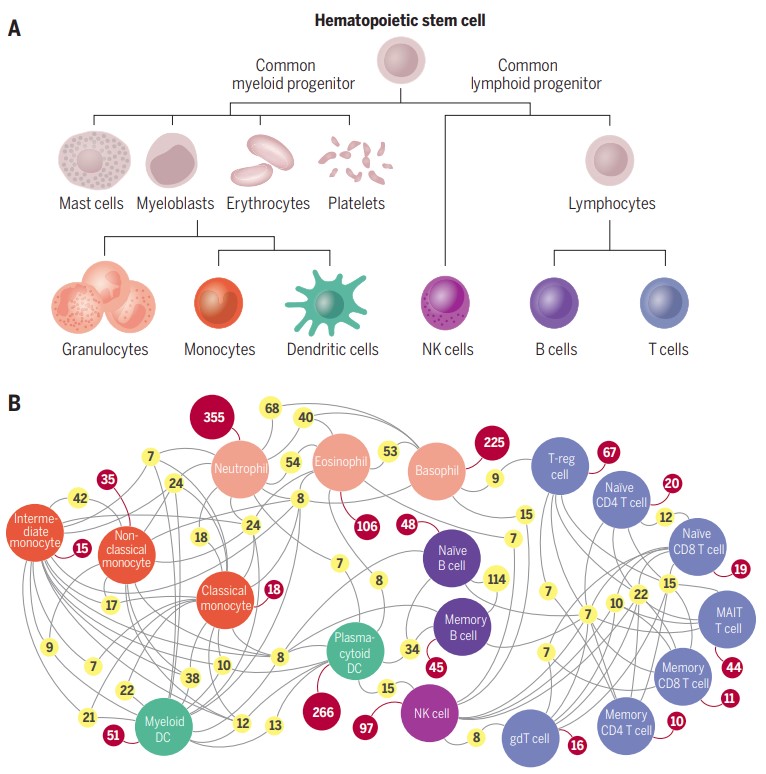 A
Hematopoietic stem cell
Common
myeloid progenitor
Common
lymphoid progenitor
Mast cells
Myeloblasts
Erythrocytes
Platelets
Lymphocytes
Granulocytes
Monocytes
Dendritic cells
NK cells
B cells
T cells
B
355
68
40
Neutrophil
54
Eosinophil
53
Basophil
225
9
T-reg
cell
67
Naïve
CD4 T cell
20
12
Naïve
CD8 T cell
19
7
35
24
42
8
Interme-
diate
monocyte
15
Non-
classical
monocyte
18
24
106
48
15
7
Naïve
B cell
114
7
8
Classical
monocyte
18
17
7
10
22
15
7
MAIT
T cell
44
Memory
B cell
45
34
Plasma-
cytoid
DC
9
7
8
10
38
22
7
Memory
CD8 T cell
11
15
21
51
Myeloid
DC
12
13
266
97
NK cell
8
gdT cell
16
Memory
CD4 T cell
10